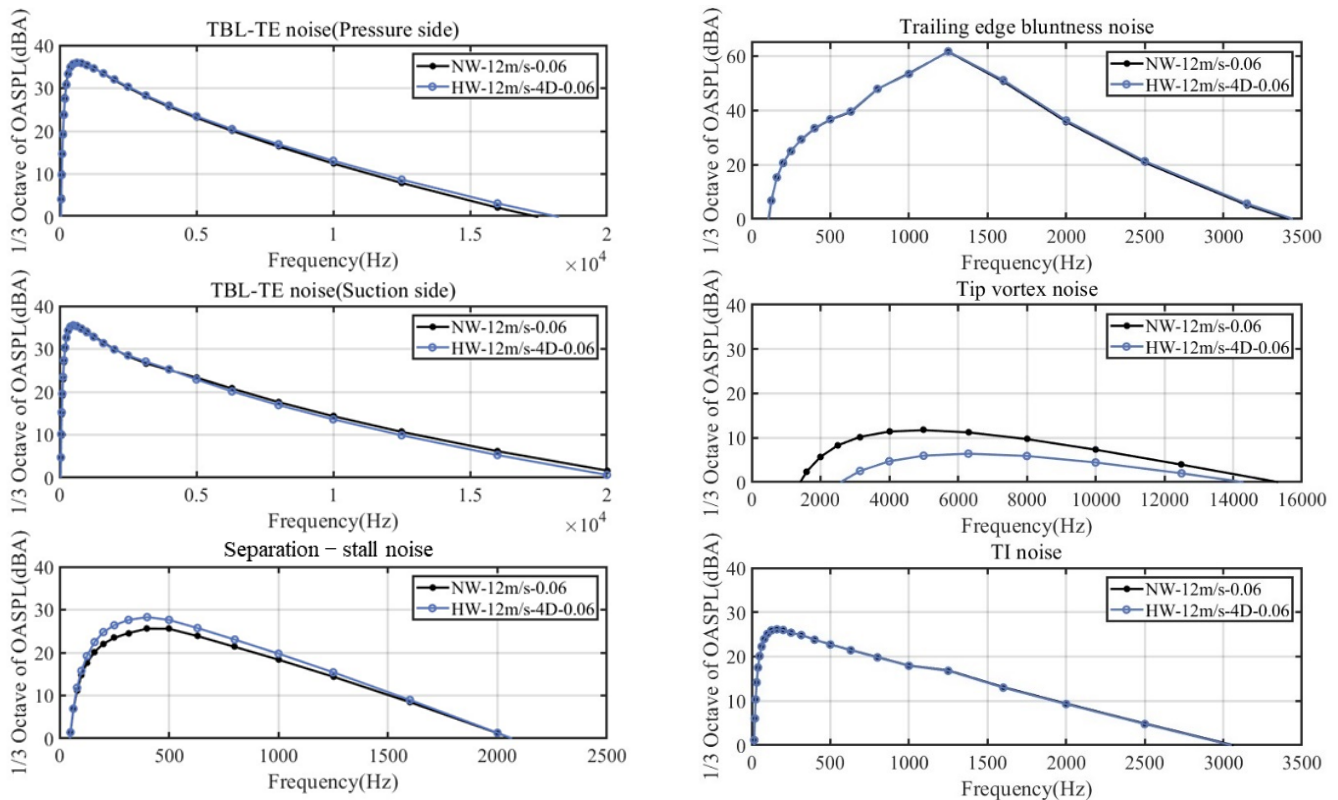 TBL-TE noise(Pressure side)
1/3 Octave of OASPL(dBA)
40
30
20
10
0
NW-12m/s-0.06
HW-12m/s-4D-0.06
0 0.5 1 1.5 2
Frequency(Hz)
×10^4
Trailing edge bluntness noise
1/3 Octave of OASPL(dBA)
60
40
20
0
NW-12m/s-0.06
HW-12m/s-4D-0.06
0 500 1000 1500 2000 2500 3000 3500
Frequency(Hz)
TBL-TE noise(Suction side)
1/3 Octave of OASPL(dBA)
40
30
20
10
0
NW-12m/s-0.06
HW-12m/s-4D-0.06
0 0.5 1 1.5 2
Frequency(Hz)
×10^4
Tip vortex noise
1/3 Octave of OASPL(dBA)
40
30
20
10
0
NW-12m/s-0.06
HW-12m/s-4D-0.06
0 2000 4000 6000 8000 10000 12000 14000 16000
Frequency(Hz)
Separation − stall noise
1/3 Octave of OASPL(dBA)
40
30
20
10
0
NW-12m/s-0.06
HW-12m/s-4D-0.06
0 500 1000 1500 2000 2500
Frequency(Hz)
TI noise
1/3 Octave of OASPL(dBA)
40
30
20
10
0
NW-12m/s-0.06
HW-12m/s-4D-0.06
0 500 1000 1500 2000 2500 3000 3500
Frequency(Hz)